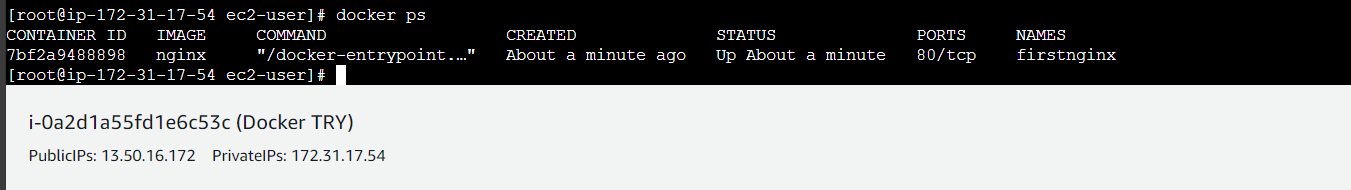 [root@ip-172-31-17-54 ec2-user]# docker ps
CONTAINER ID   IMAGE     COMMAND                  CREATED              STATUS              PORTS     NAMES
7bf2a9488898   nginx     "/docker-entrypoint.…"   About a minute ago   Up About a minute   80/tcp    firstnginx
[root@ip-172-31-17-54 ec2-user]#
i-0a2d1a55fd1e6c53c (Docker TRY)
PublicIPs: 13.50.16.172    PrivateIPs: 172.31.17.54